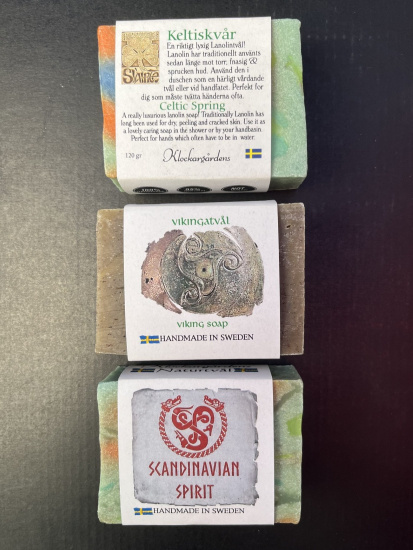 Keltiskvår
En riktigt lyxig Lanolintvål!
Lanolin har traditionellt använts
sedan länge mot torr, fnasig &
sprucken hud. Använd den i
duschen som en härligt vårdande
tvål eller vid handfatet. Perfekt för
dig som måste tvätta händerna ofta.
Slainte
Celtic Spring
A really luxurious lanolin soap! Traditionally Lanolin has
long been used for dry, peeling and cracked skin. Use it as
a lovely caring soap in the shower or by your handbasin.
Perfect for hands which often have to be in water.
120 gr
Klockargårdens
100%
NOT
VIKINGATVÅL
VIKING SOAP
HANDMADE IN SWEDEN
Naturtvål
SCANDINAVIAN
SPIRIT
HANDMADE IN SWEDEN